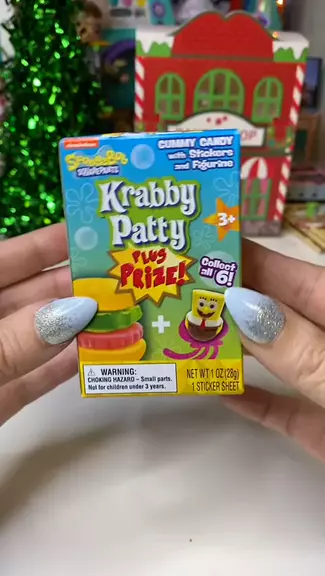 nickelodeon
SpongeBob
SQUAREPANTS
GUMMY CANDY
with Stickers
and Figurine
Krabby
Patty
3+
PLUS
PRIZE!
Collect
all 6!
+
WARNING:
CHOKING HAZARD – Small parts.
Not for children under 3 years.
NET WT 1 OZ (28g)
1 STICKER SHEET